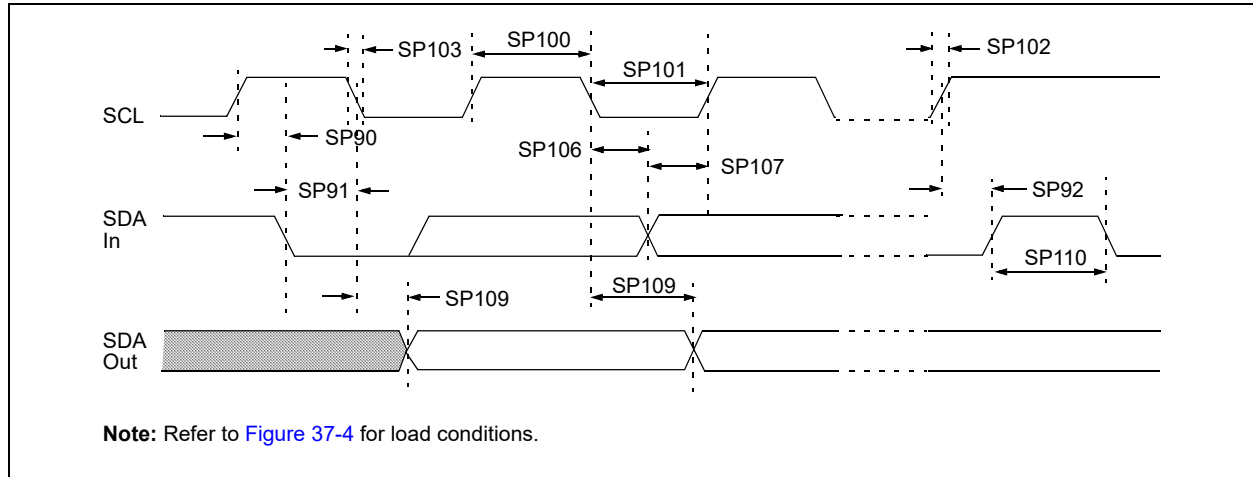 SP103
SP100
SP102
SP101
SCL
SP90
SP106
SP107
SP91
SP92
SDA
In
SP110
SP109
SP109
SDA
Out
Note: Refer to Figure 37-4 for load conditions.